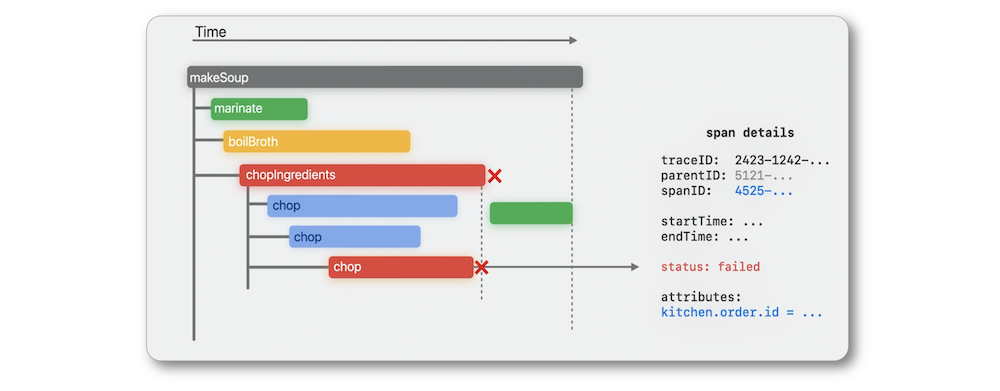 Time
makeSoup
marinate
boilBroth
chopIngredients
chop
chop
chop
span details
traceID: 2423-1242-...
parentID: 5121-...
spanID: 4525-...
startTime: ...
endTime: ...
status: failed
attributes:
kitchen.order.id = ...